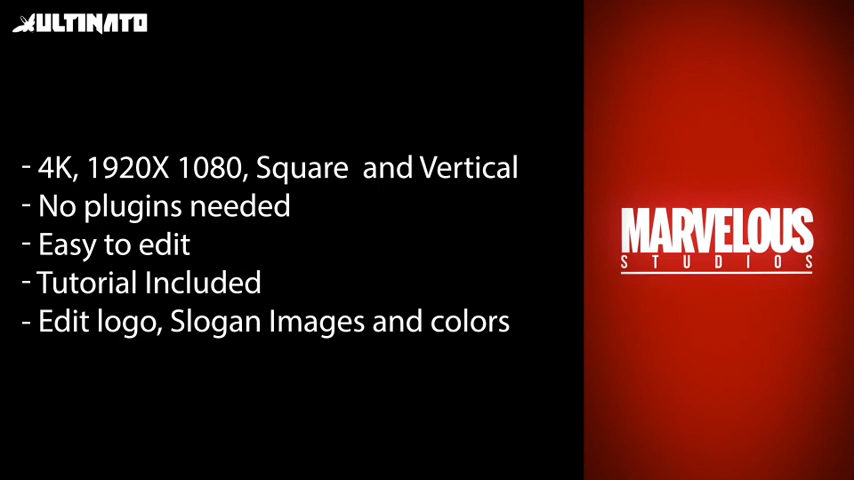 XULTINATO
- 4K, 1920X 1080, Square  and Vertical
- No plugins needed
- Easy to edit
- Tutorial Included
- Edit logo, Slogan Images and colors
MARVELOUS
STUDIOS